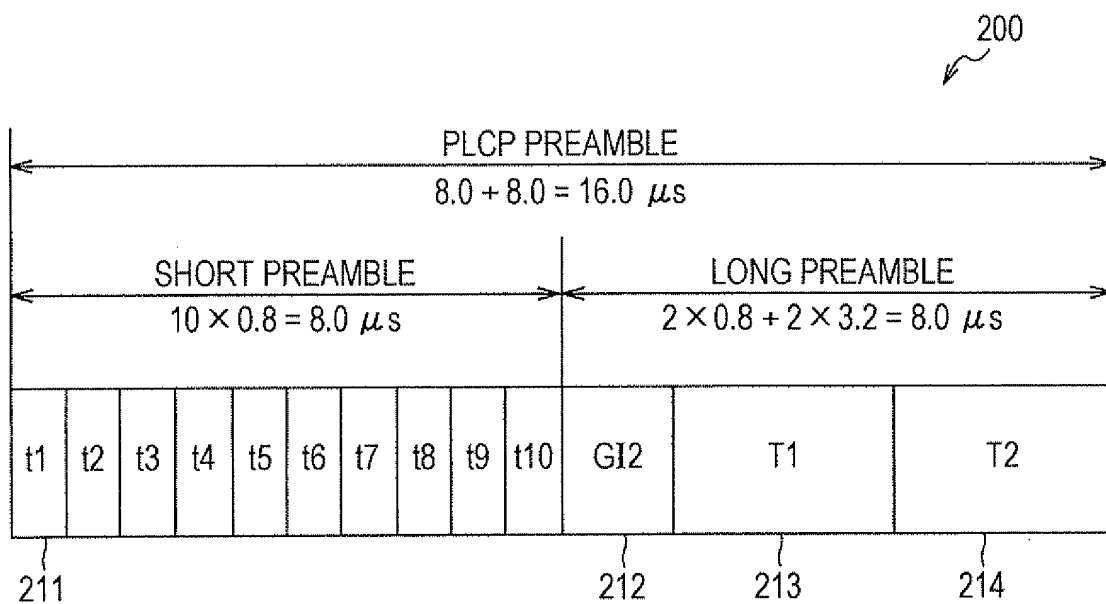 200
PLCP PREAMBLE
8.0 + 8.0 = 16.0 μs
SHORT PREAMBLE
10 × 0.8 = 8.0 μs
LONG PREAMBLE
2 × 0.8 + 2 × 3.2 = 8.0 μs
t1 t2 t3 t4 t5 t6 t7 t8 t9 t10 GI2 T1 T2
211 212 213 214